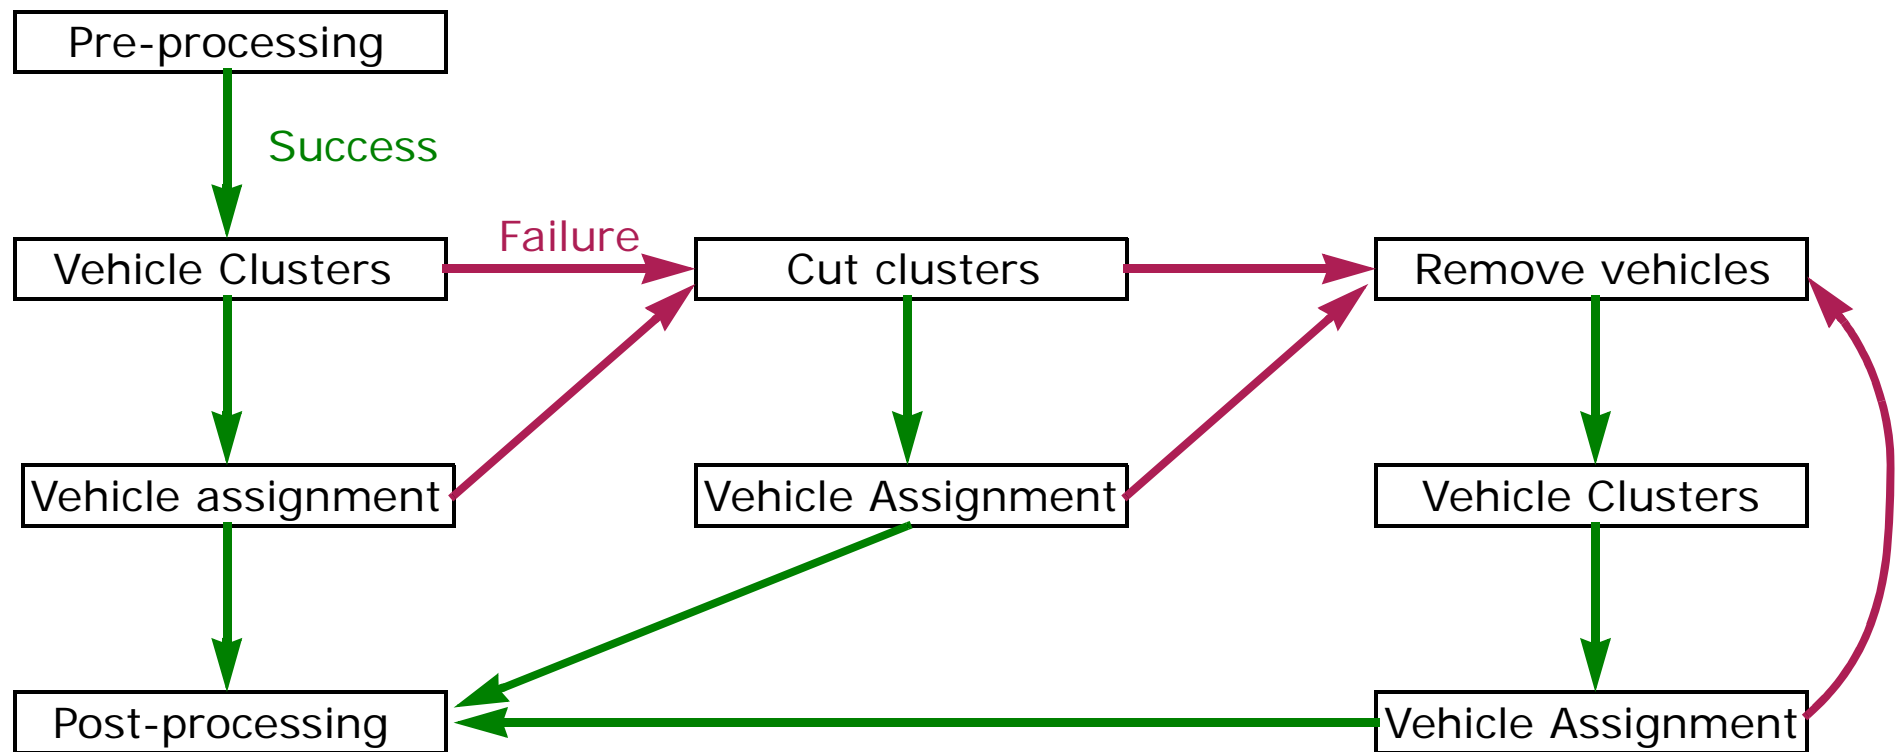 Pre-processing
Success
Failure
Vehicle Clusters
Cut clusters
Remove vehicles
Vehicle assignment
Vehicle Assignment
Vehicle Clusters
Post-processing
Vehicle Assignment